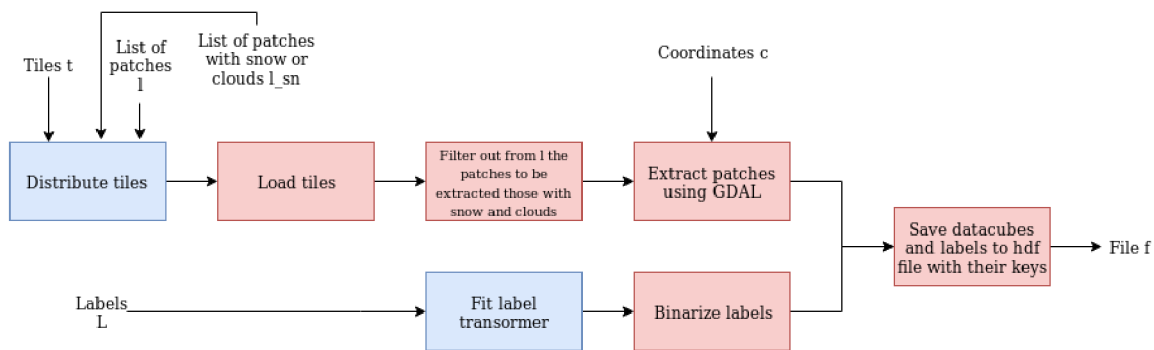 Tiles t
List of
patches
l
List of patches
with snow or
clouds l_sn
Coordinates c
Distribute tiles
Load tiles
Filter out from l the
patches to be
extracted those with
snow and clouds
Extract patches
using GDAL
Save datacubes
and labels to hdf
file with their keys
File f
Labels
L
Fit label
transormer
Binarize labels